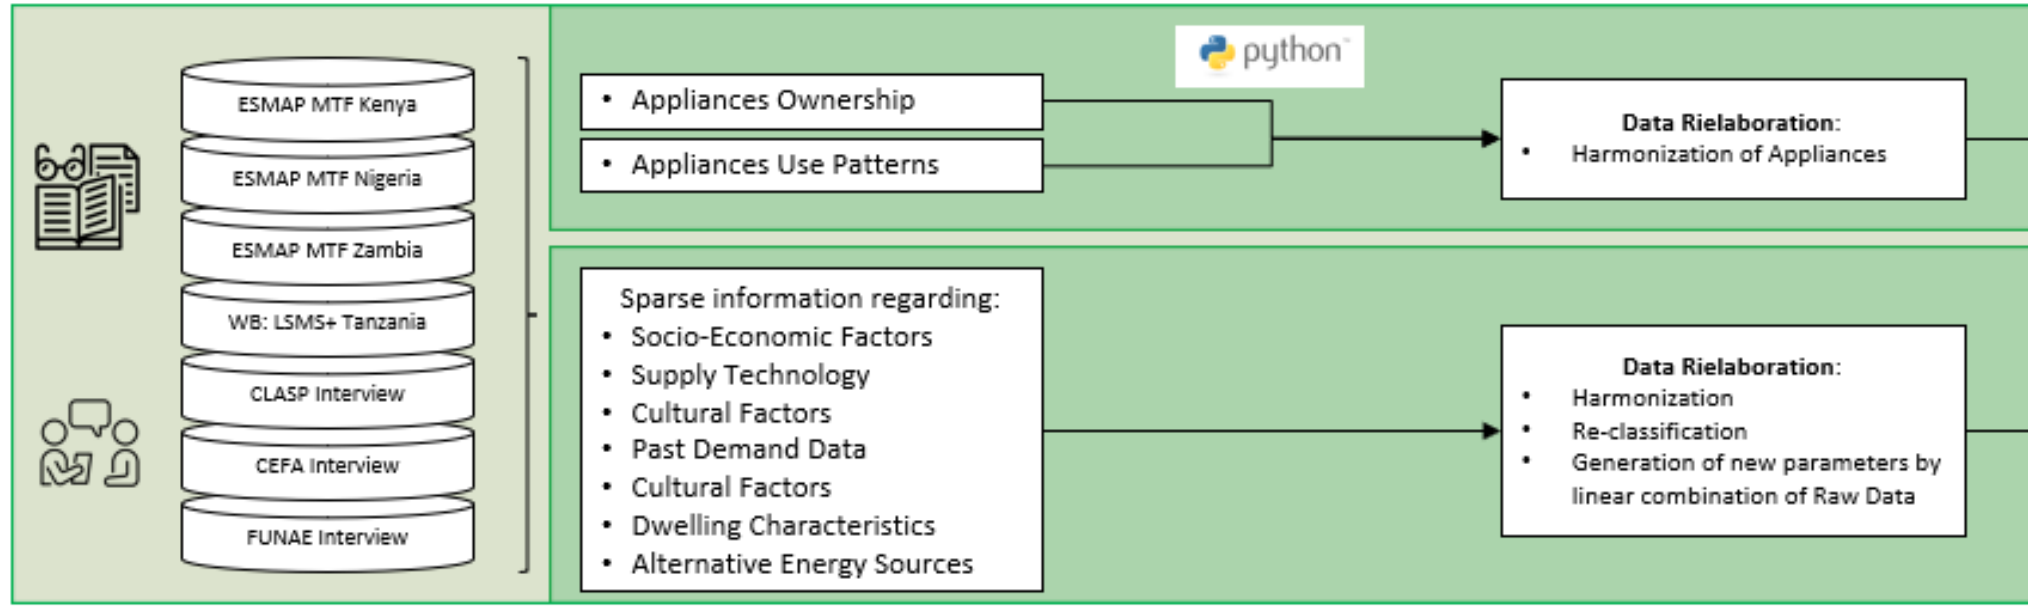 ESMAP MTF Kenya
ESMAP MTF Nigeria
ESMAP MTF Zambia
WB: LSMS+ Tanzania
CLASP Interview
CEFA Interview
FUNAE Interview
python™
• Appliances Ownership
• Appliances Use Patterns
Data Rielaboration:
• Harmonization of Appliances
Sparse information regarding:
• Socio-Economic Factors
• Supply Technology
• Cultural Factors
• Past Demand Data
• Cultural Factors
• Dwelling Characteristics
• Alternative Energy Sources
Data Rielaboration:
• Harmonization
• Re-classification
• Generation of new parameters by
linear combination of Raw Data